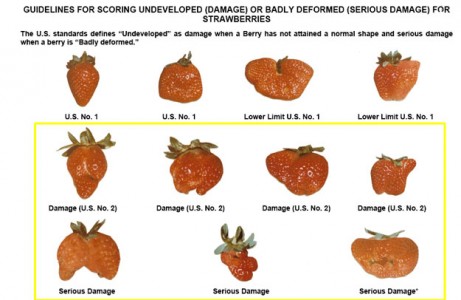 GUIDELINES FOR SCORING UNDEVELOPED (DAMAGE) OR BADLY DEFORMED (SERIOUS DAMAGE) FOR
STRAWBERRIES
The U.S. standards defines “Undeveloped” as damage when a Berry has not attained a normal shape and serious damage
when a berry is “Badly deformed.”
U.S. No. 1 U.S. No. 1 Lower Limit U.S. No. 1 Lower Limit U.S. No. 1
Damage (U.S. No. 2) Damage (U.S. No. 2) Damage (U.S. No. 2) Damage (U.S. No. 2)
Serious Damage Serious Damage Serious Damage*